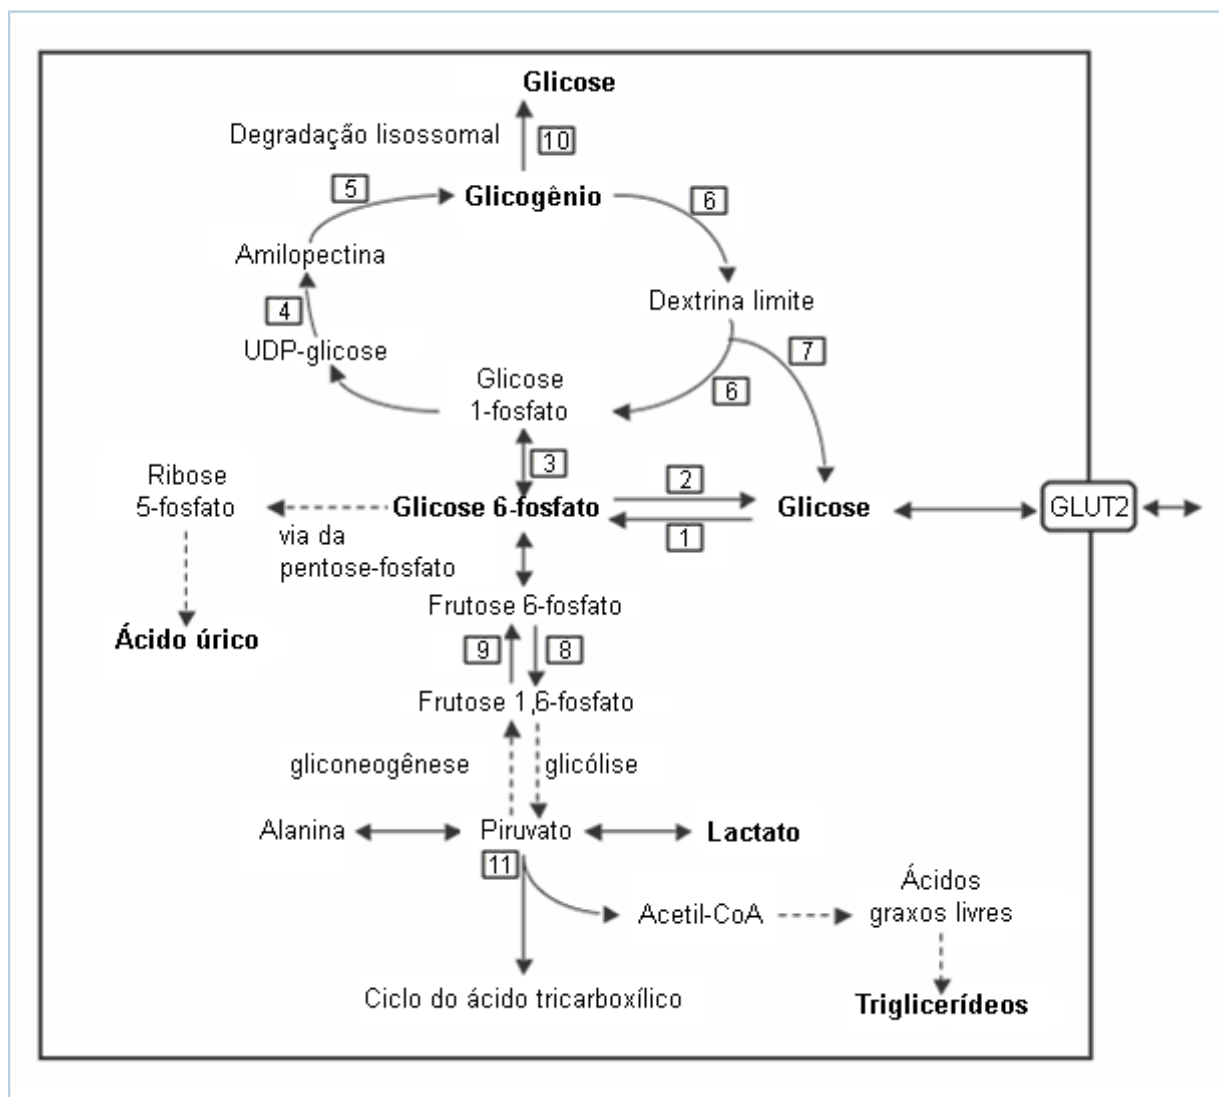 Glicose
Degradação lisossomal
10
5
Glicogênio
6
Amilopectina
Dextrina limite
4
7
UDP-glicose
Glicose
1-fosfato
6
3
Ribose
5-fosfato
2
Glicose 6-fosfato
Glicose
GLUT2
1
via da
pentose-fosfato
Frutose 6-fosfato
Ácido úrico
9
8
Frutose 1,6-fosfato
gliconeogênese
glicólise
Alanina
Piruvato
Lactato
11
Ácidos
graxos livres
Acetil-CoA
Ciclo do ácido tricarboxílico
Triglicerídeos